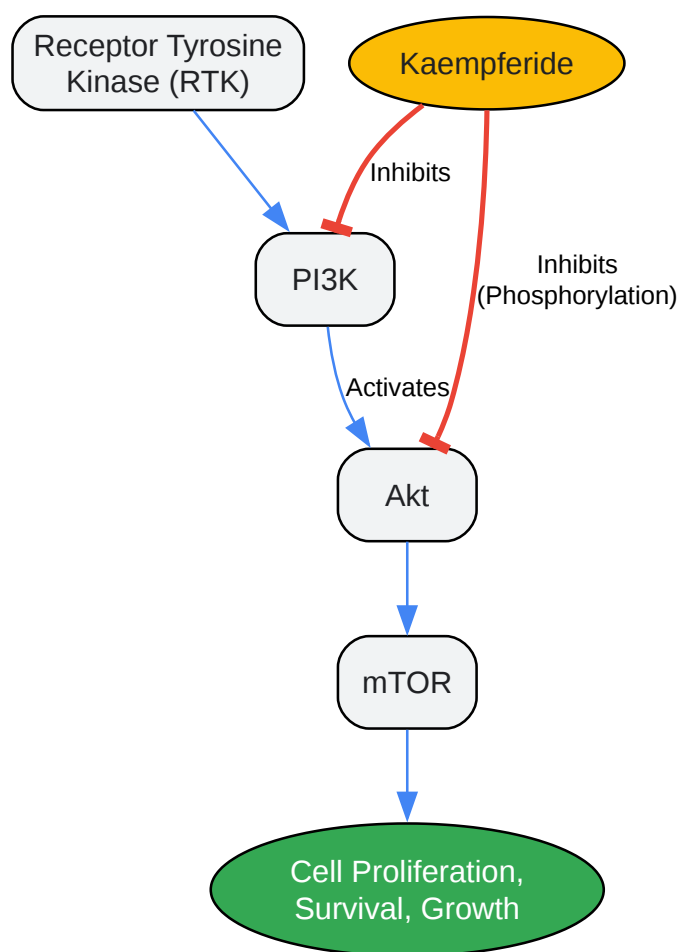 Receptor Tyrosine
Kinase (RTK)
Kaempferide
Inhibits
PI3K
Inhibits
(Phosphorylation)
Activates
Akt
mTOR
Cell Proliferation,
Survival, Growth